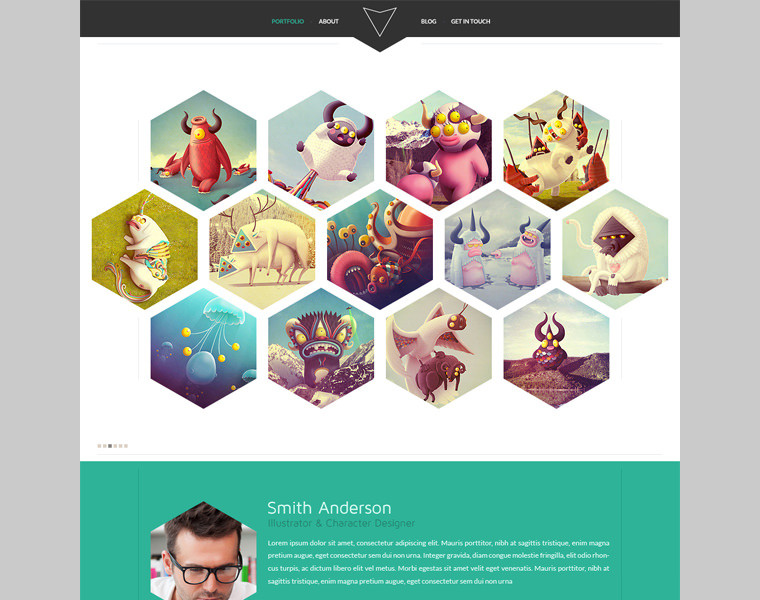 PORTFOLIO
ABOUT
BLOG
GET IN TOUCH
Smith Anderson
Illustrator & Character Designer
Lorem ipsum dolor sit amet, consectetur adipiscing elit. Mauris porttitor, nibh at sagittis tristique, enim magna
pretium augue, eget consectetur sem dui non urna. Integer gravida, diam congue molestie fringilla, elit odio rhon-
cus turpis, ac dictum libero elit vel metus. Morbi egestas sit amet velit eget venenatis. Mauris porttitor, nibh at
sagittis tristique, enim magna pretium augue, eget consectetur sem dui non urna